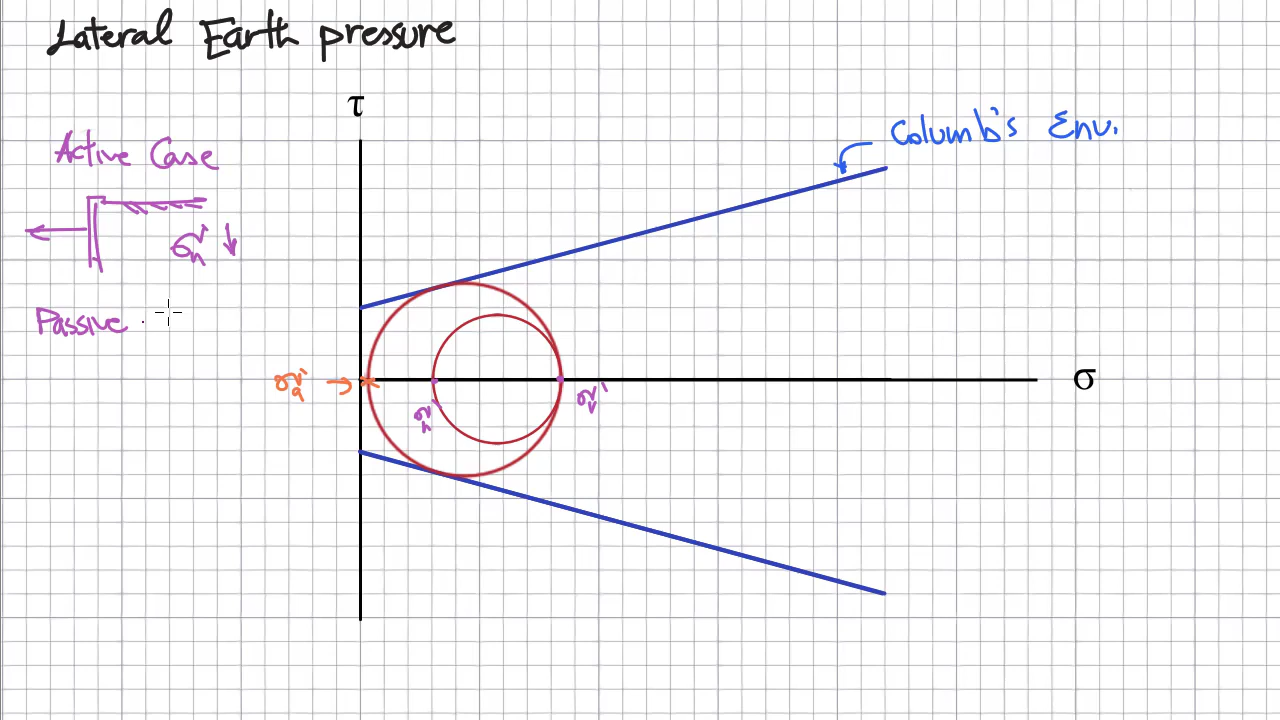 Lateral Earth pressure
τ
Columb's Env.
Active Case
σ'h ↓
Passive
σ'a →
σ'h
σ'v
σ